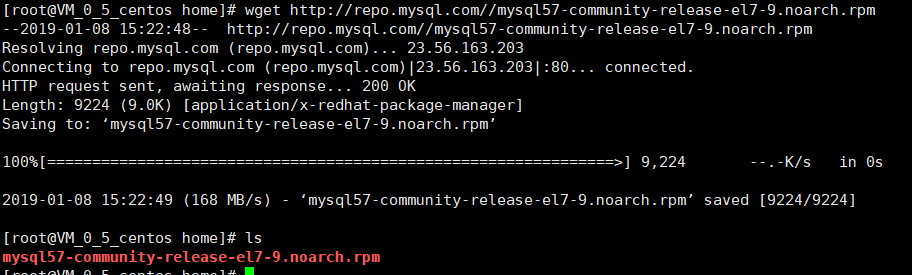 [root@VM_0_5_centos home]# wget http://repo.mysql.com//mysql57-community-release-el7-9.noarch.rpm
--2019-01-08 15:22:48--  http://repo.mysql.com//mysql57-community-release-el7-9.noarch.rpm
Resolving repo.mysql.com (repo.mysql.com)... 23.56.163.203
Connecting to repo.mysql.com (repo.mysql.com)|23.56.163.203|:80... connected.
HTTP request sent, awaiting response... 200 OK
Length: 9224 (9.0K) [application/x-redhat-package-manager]
Saving to: ‘mysql57-community-release-el7-9.noarch.rpm’
100%[===============================================================>] 9,224       --.-K/s   in 0s
2019-01-08 15:22:49 (168 MB/s) - ‘mysql57-community-release-el7-9.noarch.rpm’ saved [9224/9224]
[root@VM_0_5_centos home]# ls
mysql57-community-release-el7-9.noarch.rpm
[root@VM_0_5_centos home]#